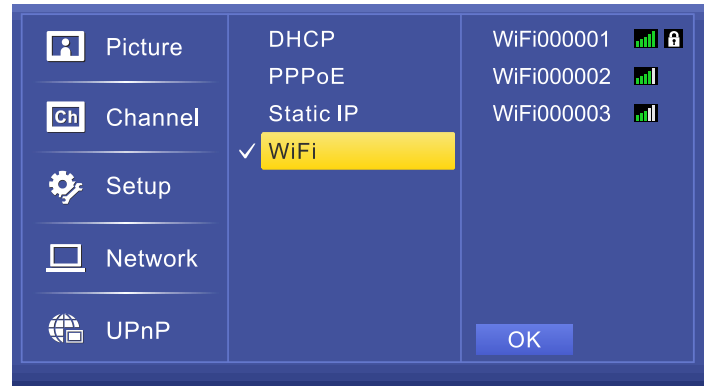 Picture
Ch Channel
Setup
Network
UPnP
DHCP
PPPoE
Static IP
WiFi
WiFi000001
WiFi000002
WiFi000003
OK